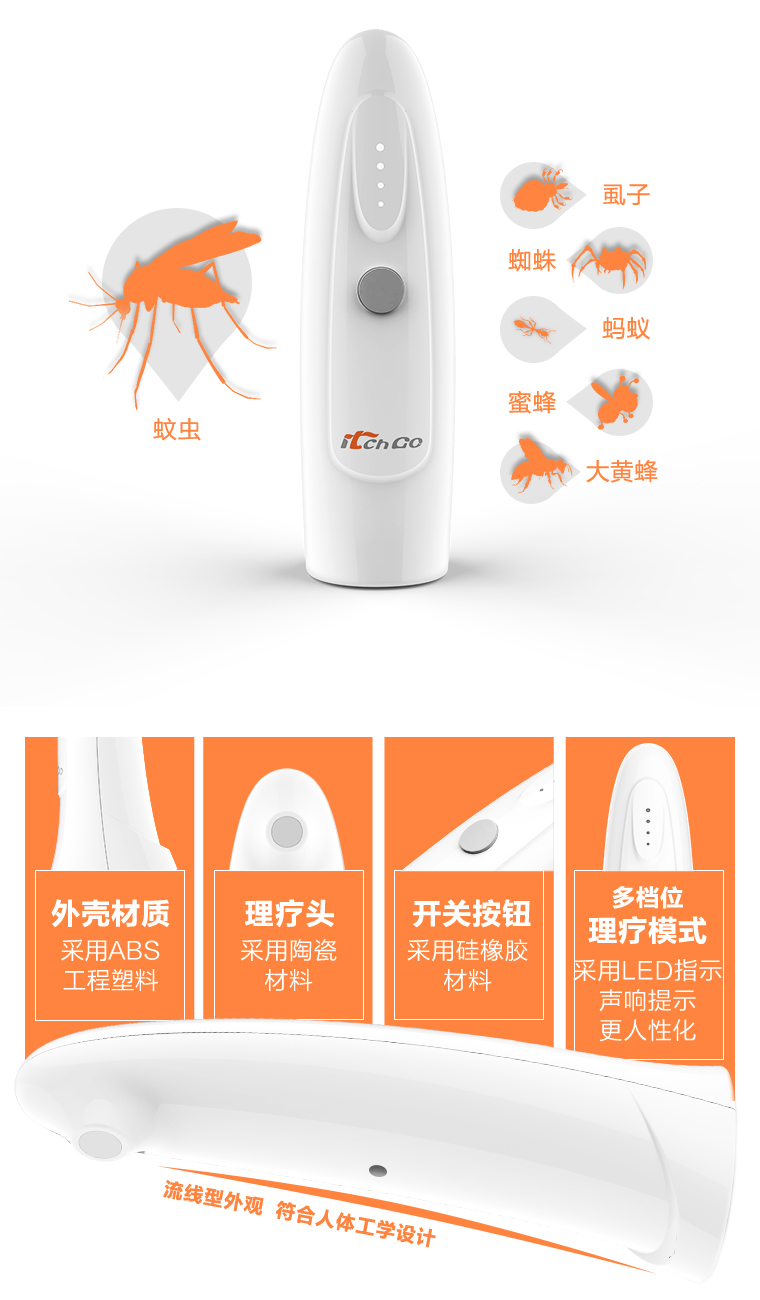 虱子
蜘蛛
蚂蚁
蜜蜂
大黄蜂
蚊虫
itchGo
外壳材质
采用ABS
工程塑料
理疗头
采用陶瓷
材料
开关按钮
采用硅橡胶
材料
多档位
理疗模式
采用LED指示
声响提示
更人性化
流线型外观 符合人体工学设计